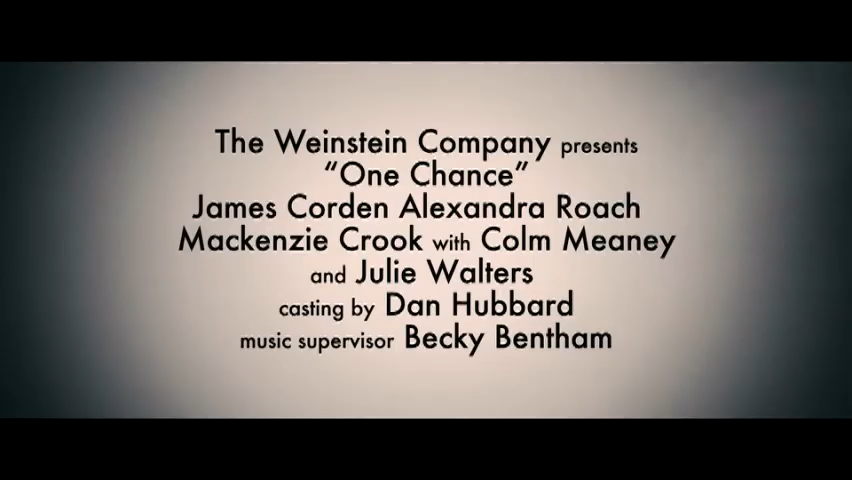 The Weinstein Company presents
“One Chance”
James Corden Alexandra Roach
Mackenzie Crook with Colm Meaney
and Julie Walters
casting by Dan Hubbard
music supervisor Becky Bentham